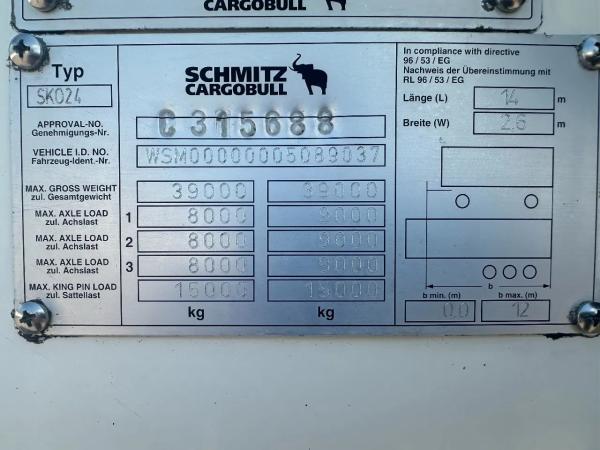 CARGOBULL
Typ
SK024
SCHMITZ
CARGOBULL
In compliance with directive
96 / 53 / EG
Nachweis der Übereinstimmung mit
RL 96 / 53 / EG
Länge (L) 14 m
Breite (W) 2,6 m
APPROVAL-NO.
Genehmigungs-Nr.
C 315688
VEHICLE I.D. NO.
Fahrzeug-Ident.-Nr.
WSM00000005089037
MAX. GROSS WEIGHT
zul. Gesamtgewicht
39000 39000
MAX. AXLE LOAD
zul. Achslast
1 8000 9000
MAX. AXLE LOAD
zul. Achslast
2 8000 9000
MAX. AXLE LOAD
zul. Achslast
3 8000 9000
MAX. KING PIN LOAD
zul. Sattellast
15000 15000
kg kg
b
b min. (m) b max. (m)
0,0 12